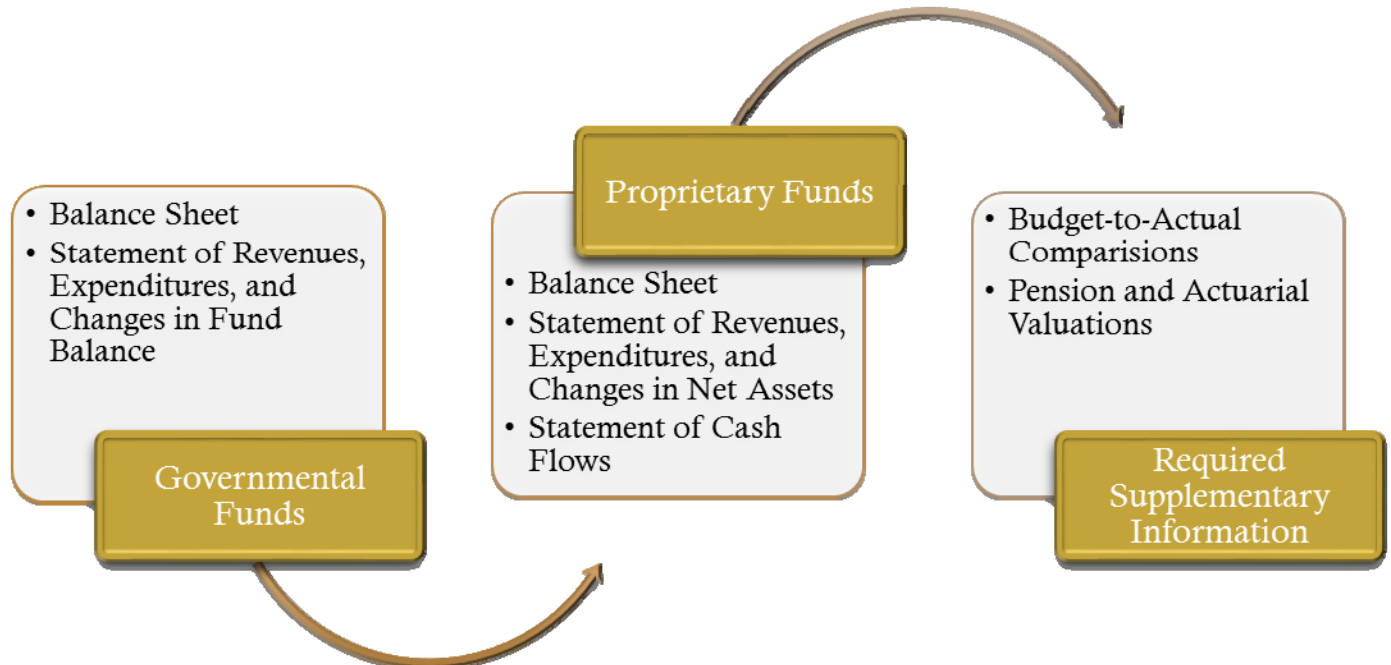 • Balance Sheet
• Statement of Revenues,
Expenditures, and
Changes in Fund
Balance
Governmental
Funds
Proprietary Funds
• Balance Sheet
• Statement of Revenues,
Expenditures, and
Changes in Net Assets
• Statement of Cash
Flows
• Budget-to-Actual
Comparisions
• Pension and Actuarial
Valuations
Required
Supplementary
Information